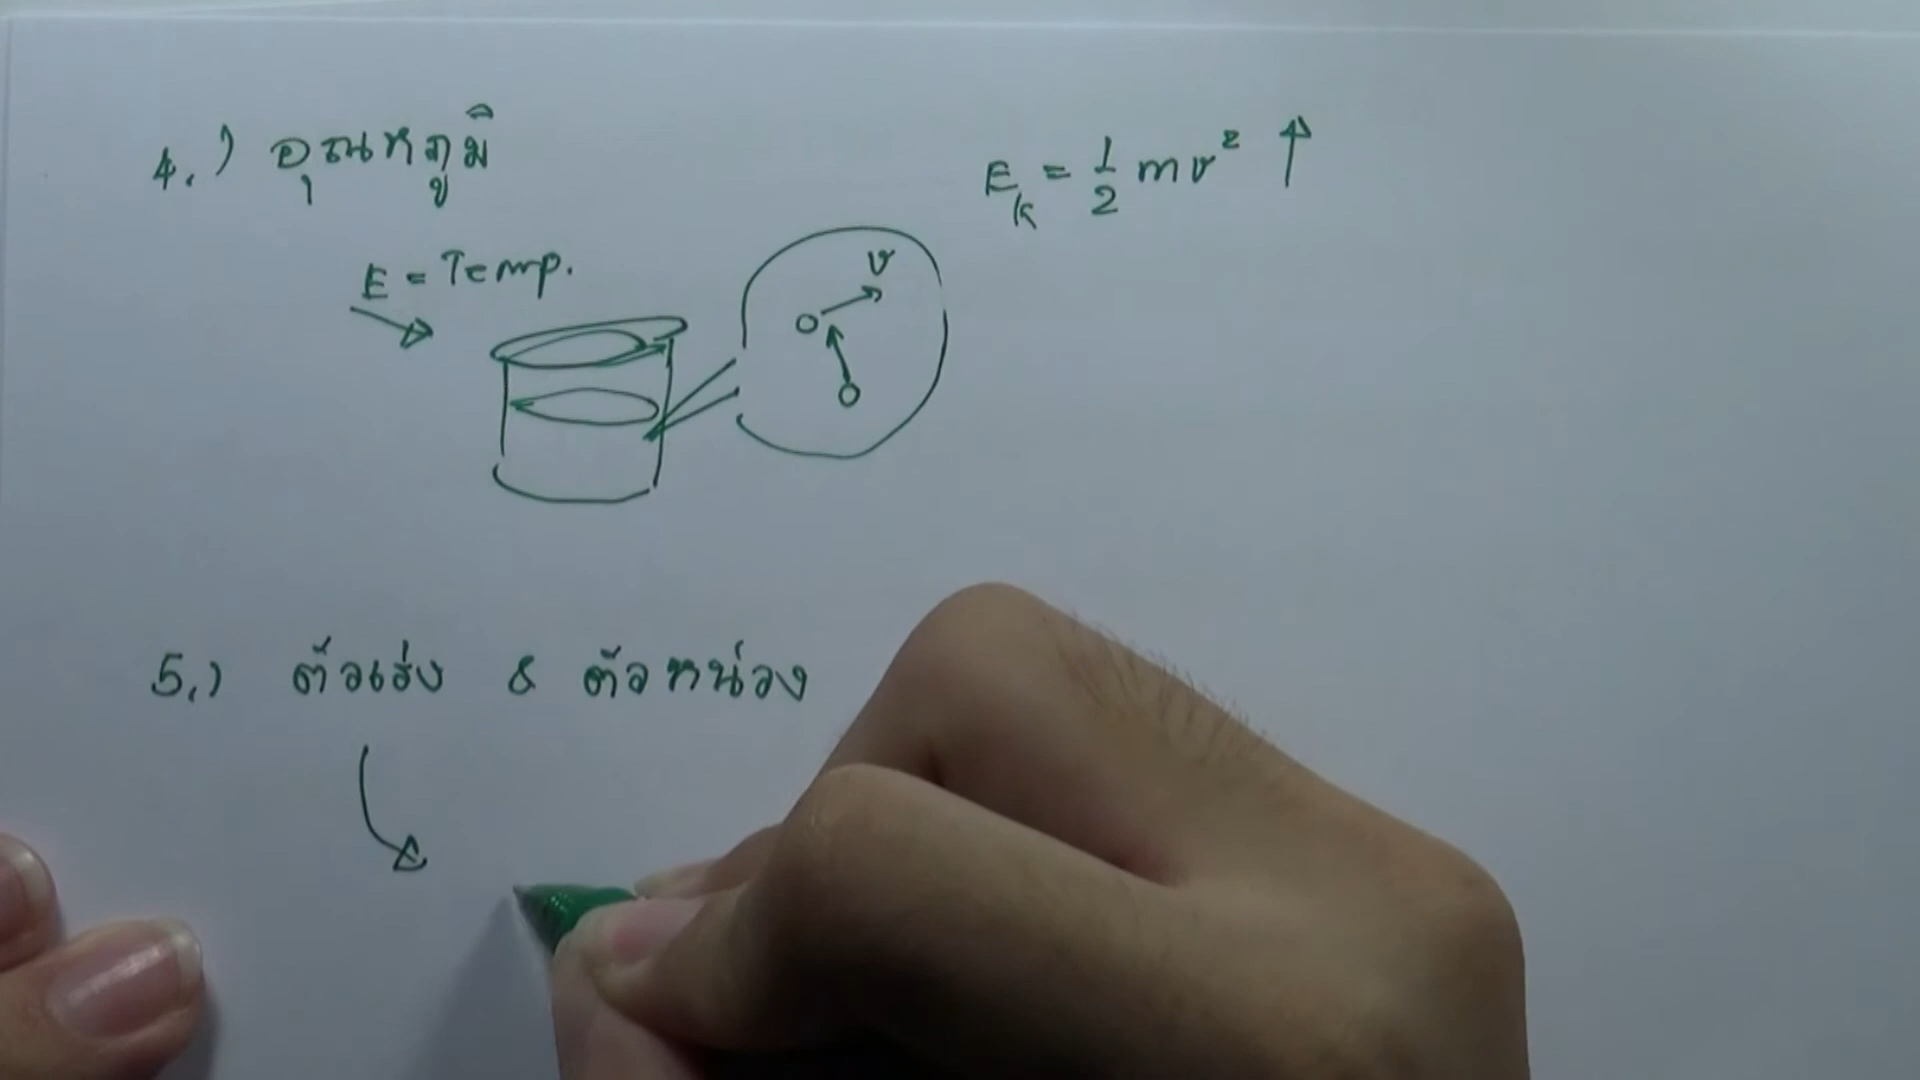 4.) อุณหภูมิ
E_k = 1/2 mv² ↑
E = Temp.
v
5.) ตัวเร่ง & ตัวหน่วง